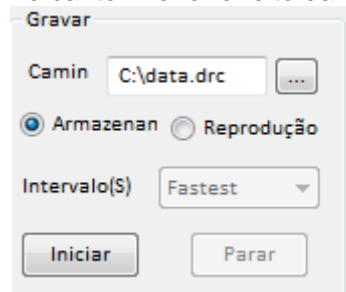 Gravar
Camin C:\data.drc ...
Armazenan Reprodução
Intervalo(S) Fastest
Iniciar Parar